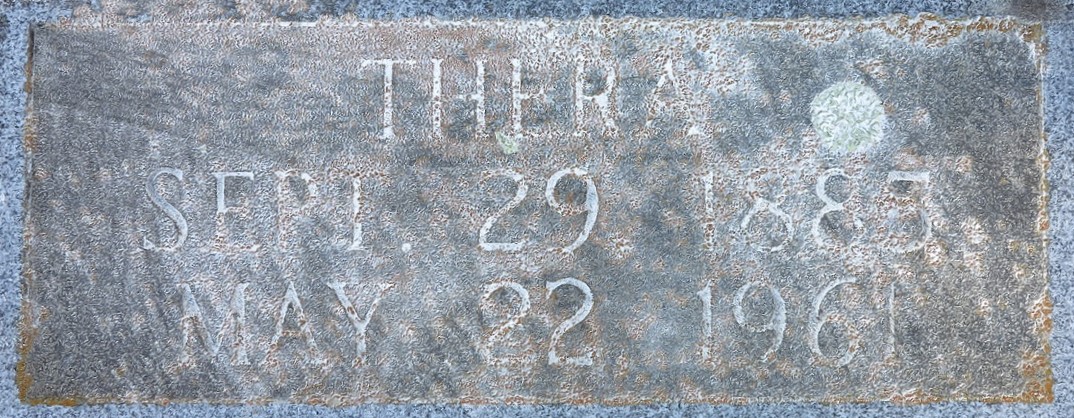 THERA
SEPT. 29 1885
MAY. 22 1961